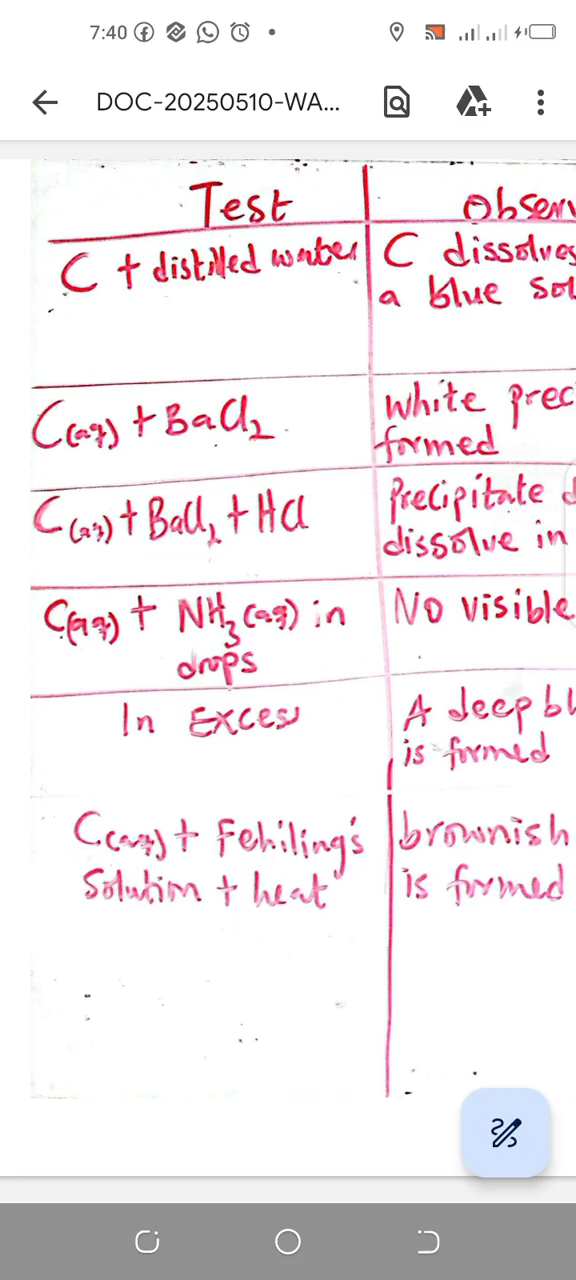 7:40
DOC-20250510-WA...
Test
Observ
C + distilled water
C dissolves
a blue sol
C(aq) + BaCl2
white prec
formed
C(aq) + BaCl2 + HCl
Precipitate d
dissolve in
C(aq) + NH3(aq) in
drops
No visible
In Excess
A deep bl
is formed
C(aq) + Fehiling's
Solution + heat
brownish
is formed